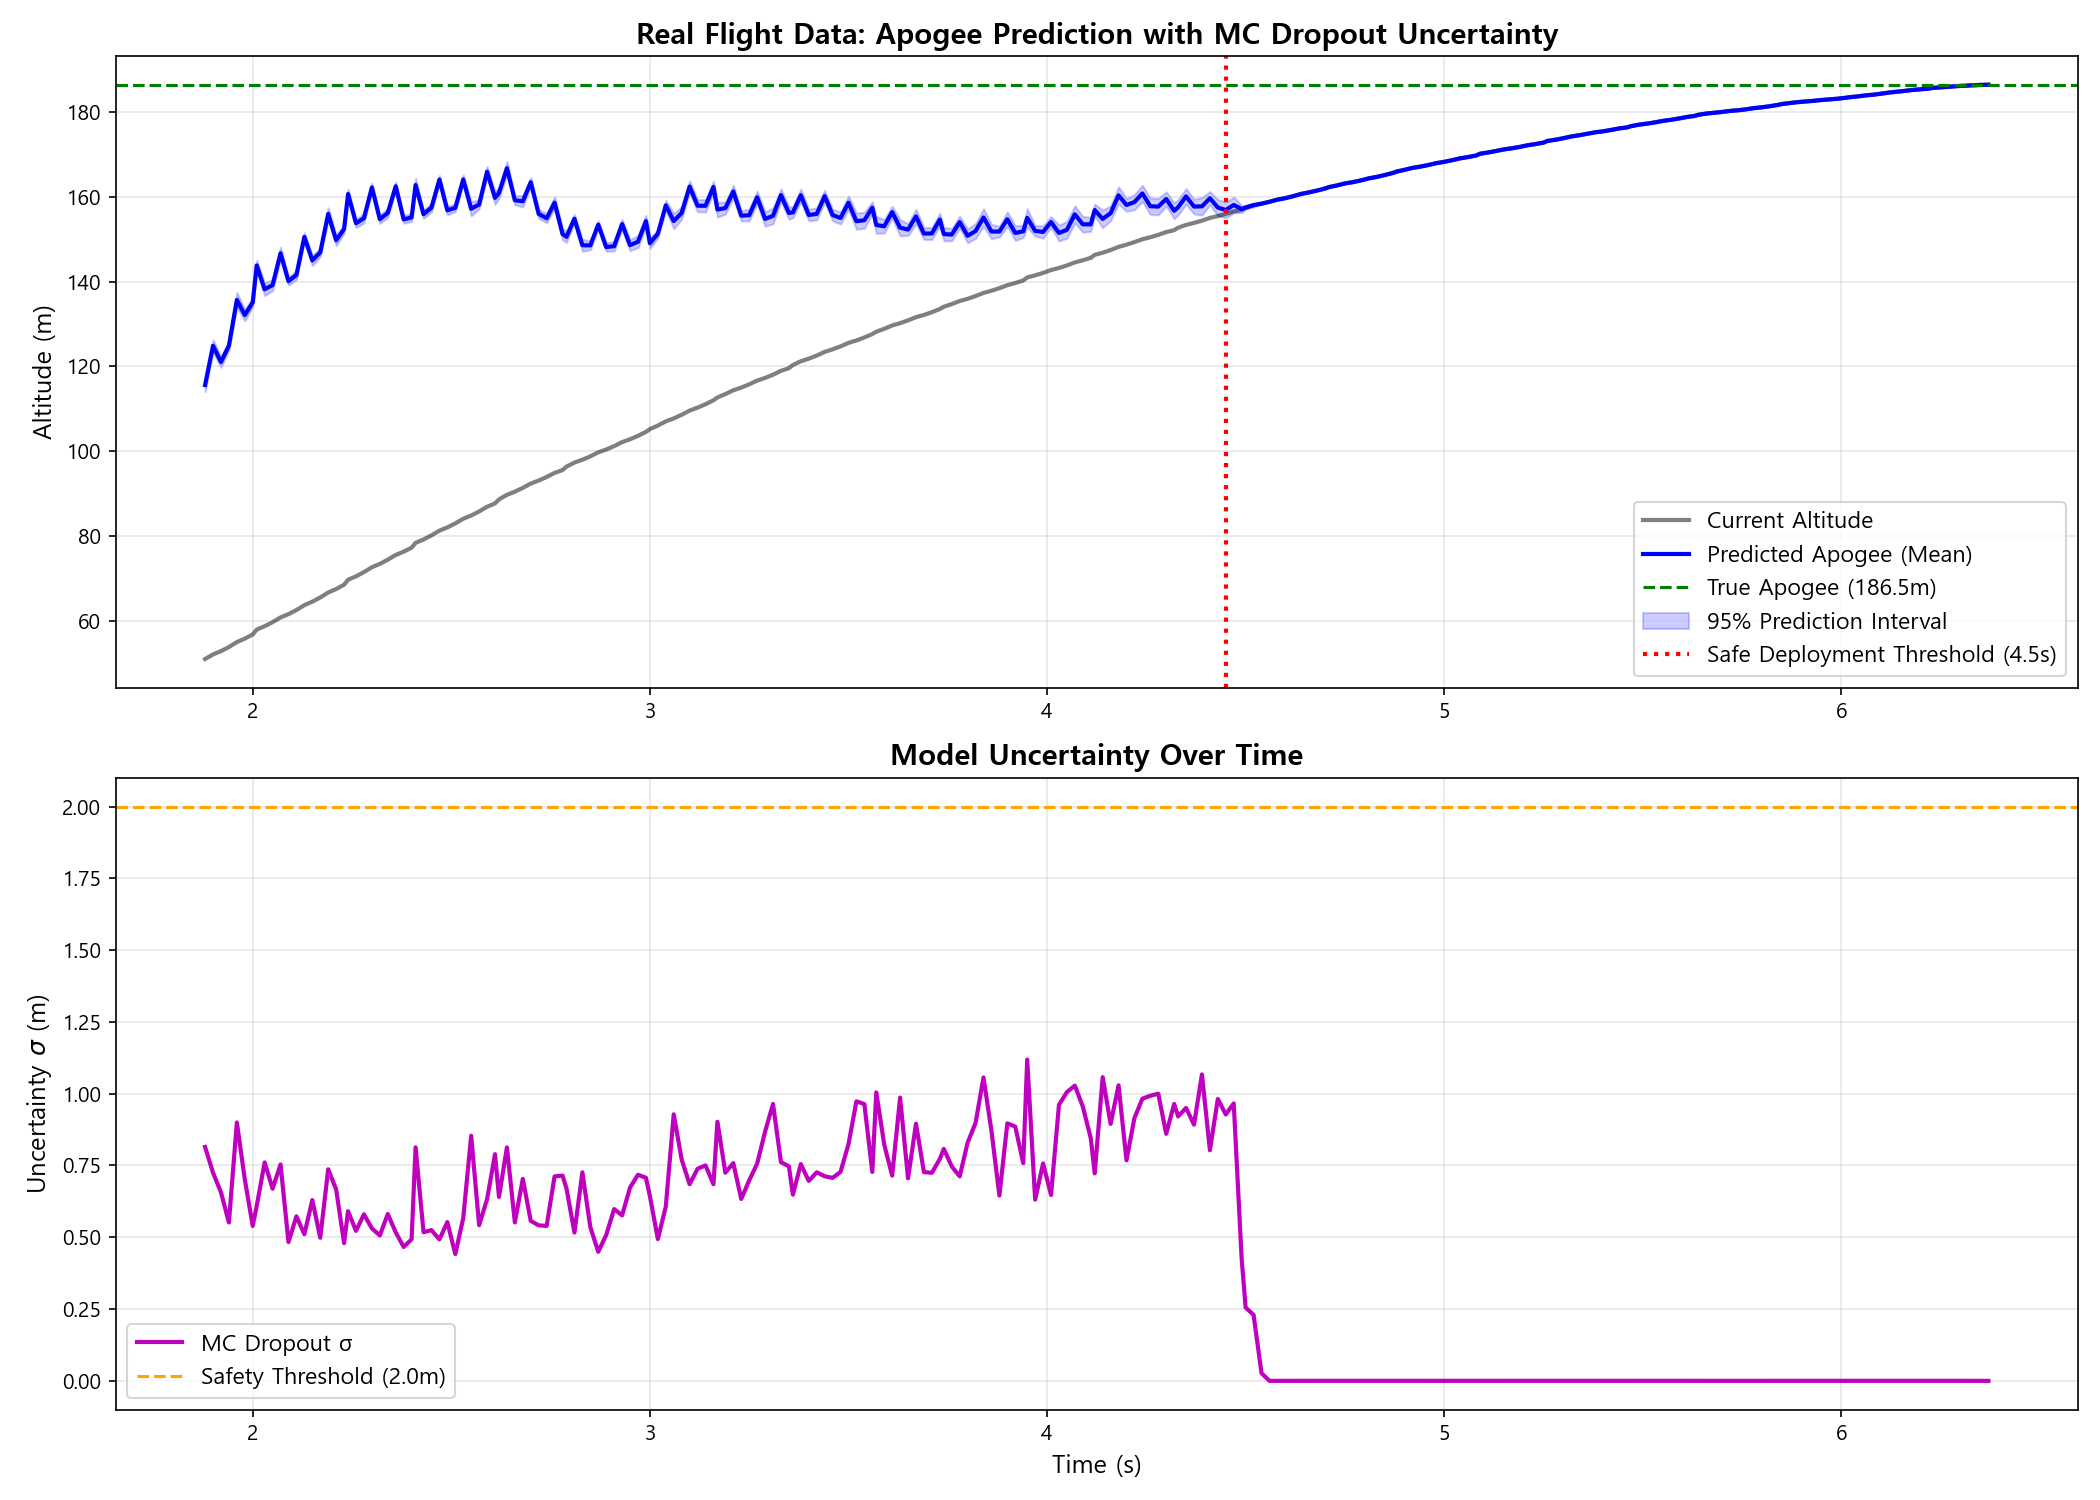 Real Flight Data: Apogee Prediction with MC Dropout Uncertainty
Altitude (m)
180
160
140
120
100
80
60
2
3
4
5
6
Current Altitude
Predicted Apogee (Mean)
True Apogee (186.5m)
95% Prediction Interval
Safe Deployment Threshold (4.5s)
Model Uncertainty Over Time
Uncertainty σ (m)
2.00
1.75
1.50
1.25
1.00
0.75
0.50
0.25
0.00
MC Dropout σ
Safety Threshold (2.0m)
2
3
4
5
6
Time (s)